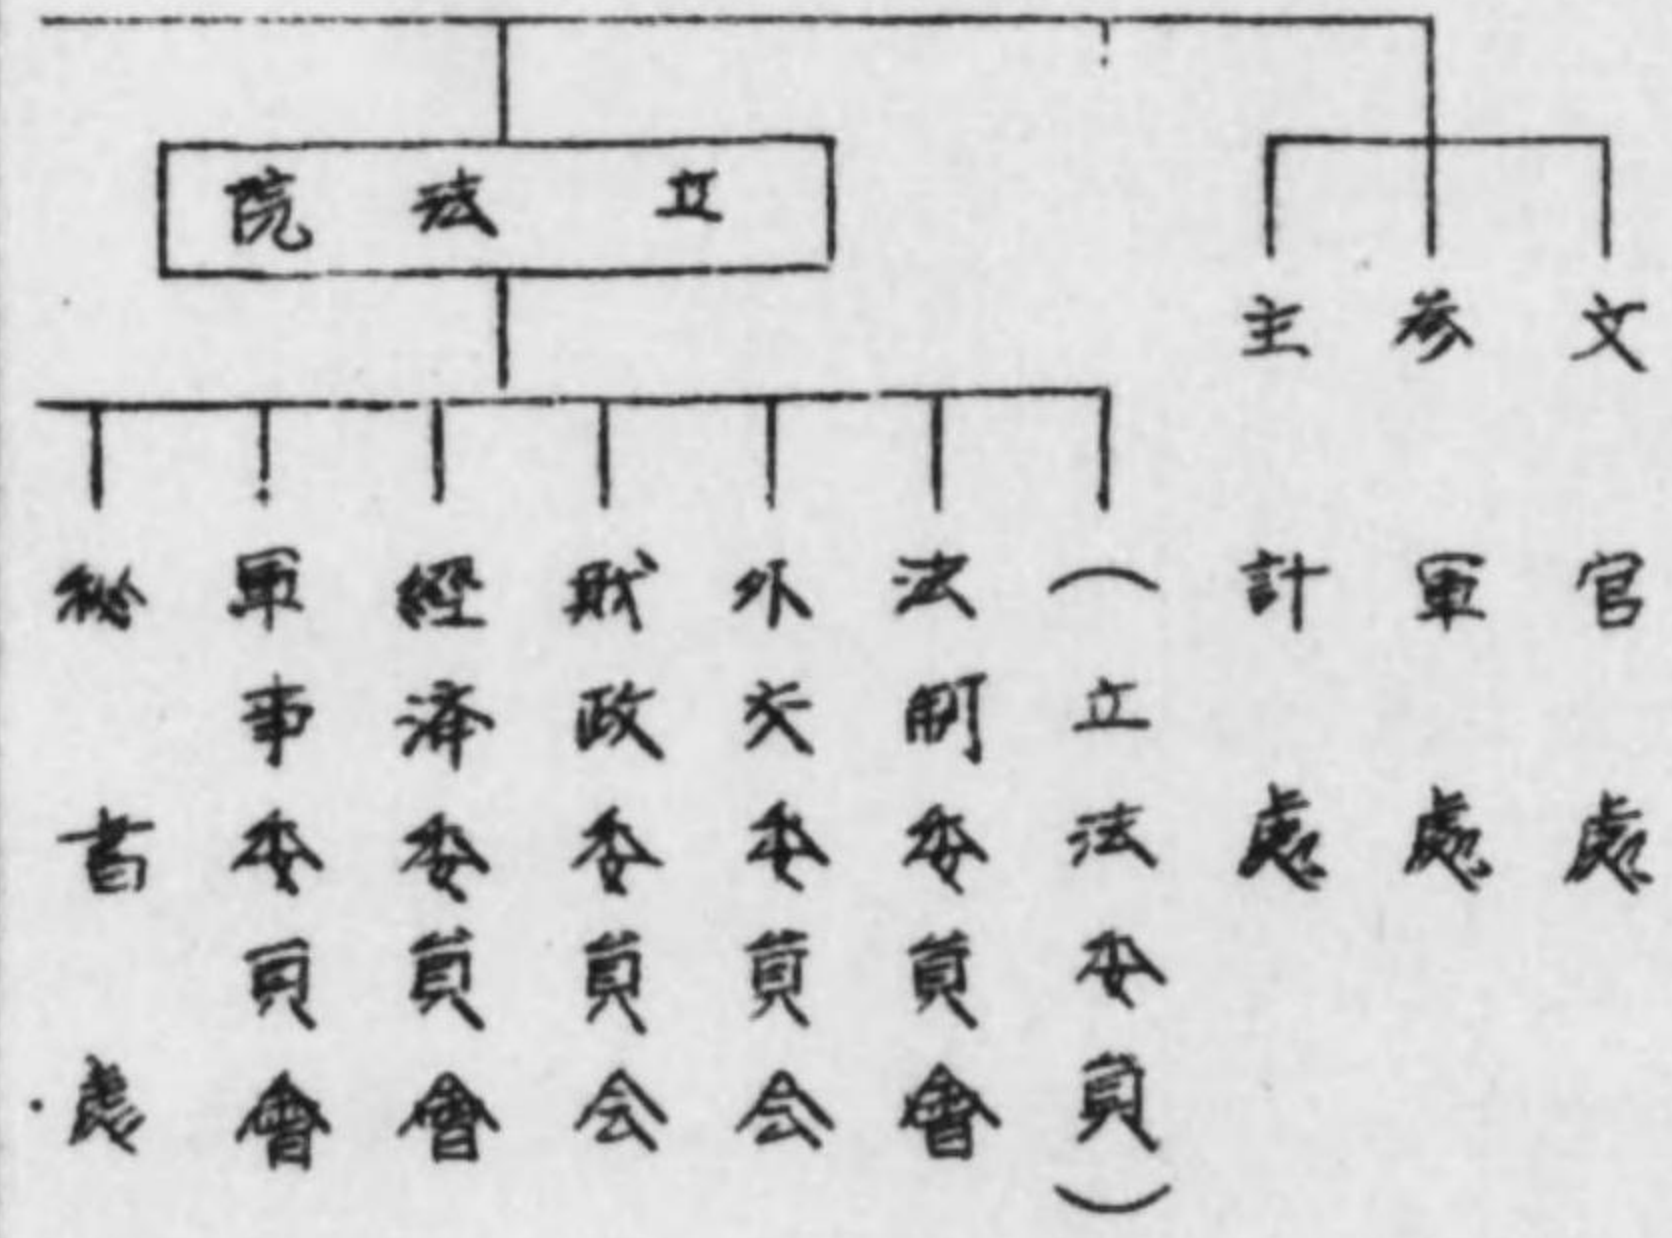 文官處
参軍處
主計處
立法院
(立法委員)
法制委員會
外交委員会
財政委員会
經済委員會
軍事委員會
秘書處